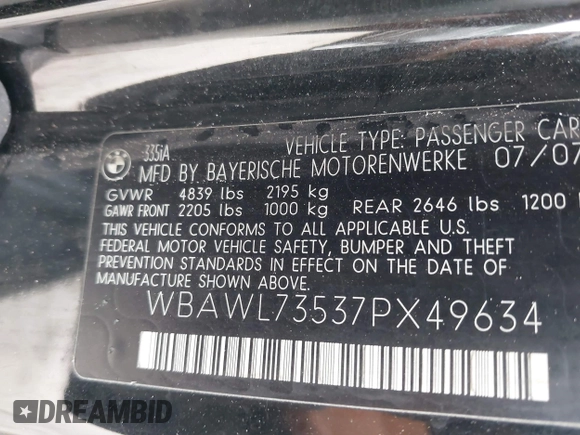 335iA VEHICLE TYPE: PASSENGER CAR
MFD BY BAYERISCHE MOTORENWERKE 07/07
GVWR 4839 lbs 2195 kg
GAWR FRONT 2205 lbs 1000 kg REAR 2646 lbs 1200
THIS VEHICLE CONFORMS TO ALL APPLICABLE U.S.
FEDERAL MOTOR VEHICLE SAFETY, BUMPER AND THEFT
PREVENTION STANDARDS IN EFFECT ON THE DATE OF
MANUFACTURE SHOWN ABOVE.
WBAWL73537PX49634
DREAMBID